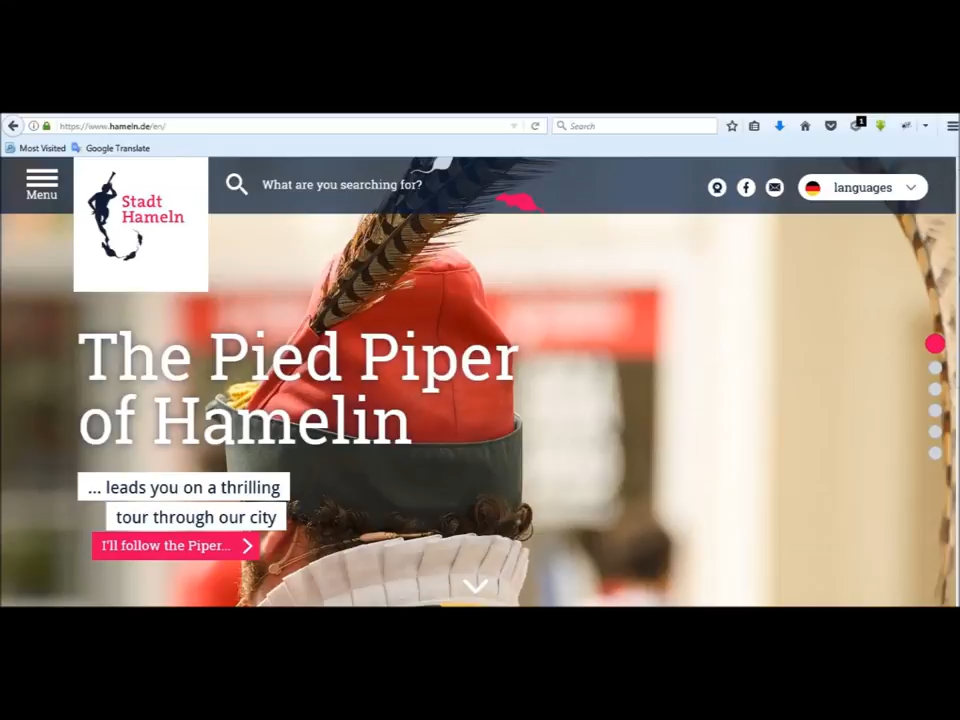 https://www.hameln.de/en/
Search
1
Most Visited
Google Translate
Menu
Stadt
Hameln
What are you searching for?
languages
The Pied Piper
of Hamelin
... leads you on a thrilling
tour through our city
I'll follow the Piper...